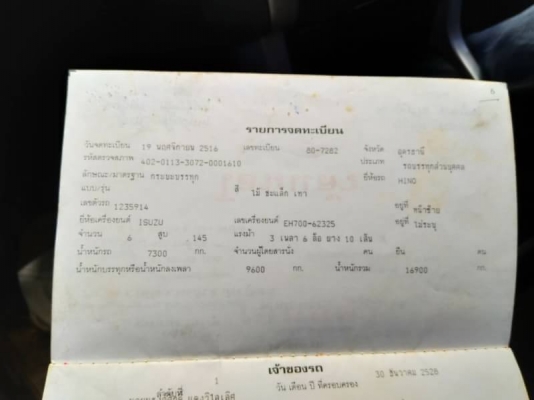 6
รายการจดทะเบียน
วันจดทะเบียน 19 พฤศจิกายน 2516 เลขทะเบียน 80-7282 จังหวัด อุดรธานี
รหัสตรวจสภาพ 402-0113-3072-0001610 ประเภท รถบรรทุกส่วนบุคคล
ลักษณะ/มาตรฐาน กระบะบรรทุก ยี่ห้อรถ HINO
แบบ/รุ่น สี ไม้ ธงเหล็ก เทา
เลขตัวรถ 1235914 อยู่ที่ หน้าซ้าย
ยี่ห้อเครื่องยนต์ ISUZU เลขเครื่องยนต์ EH700-62325 อยู่ที่ ไม่ระบุ
จำนวน 6 สูบ 145 แรงม้า 3 เพลา 6 ล้อ ยาง 10 เส้น
น้ำหนักรถ 7300 กก. จำนวนผู้โดยสารนั่ง คน ยืน คน
น้ำหนักบรรทุกหรือน้ำหนักลงเพลา 9600 กก. น้ำหนักรวม 16900 กก.
เจ้าของรถ
1 วัน เดือน ปี ที่ครอบครอง 30 ธันวาคม 2528
ลำดับที่